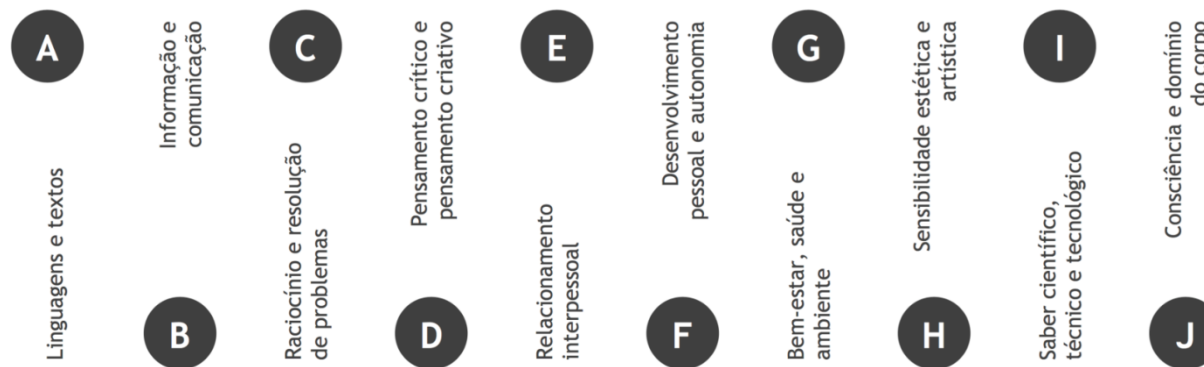 A
Linguagens e textos
Informação e
comunicação
B
C
Raciocínio e resolução
de problemas
Pensamento crítico e
pensamento criativo
D
E
Relacionamento
interpessoal
Desenvolvimento
pessoal e autonomia
F
G
Bem-estar, saúde e
ambiente
Sensibilidade estética e
artística
H
I
Saber científico,
técnico e tecnológico
Consciência e domínio
do corpo
J